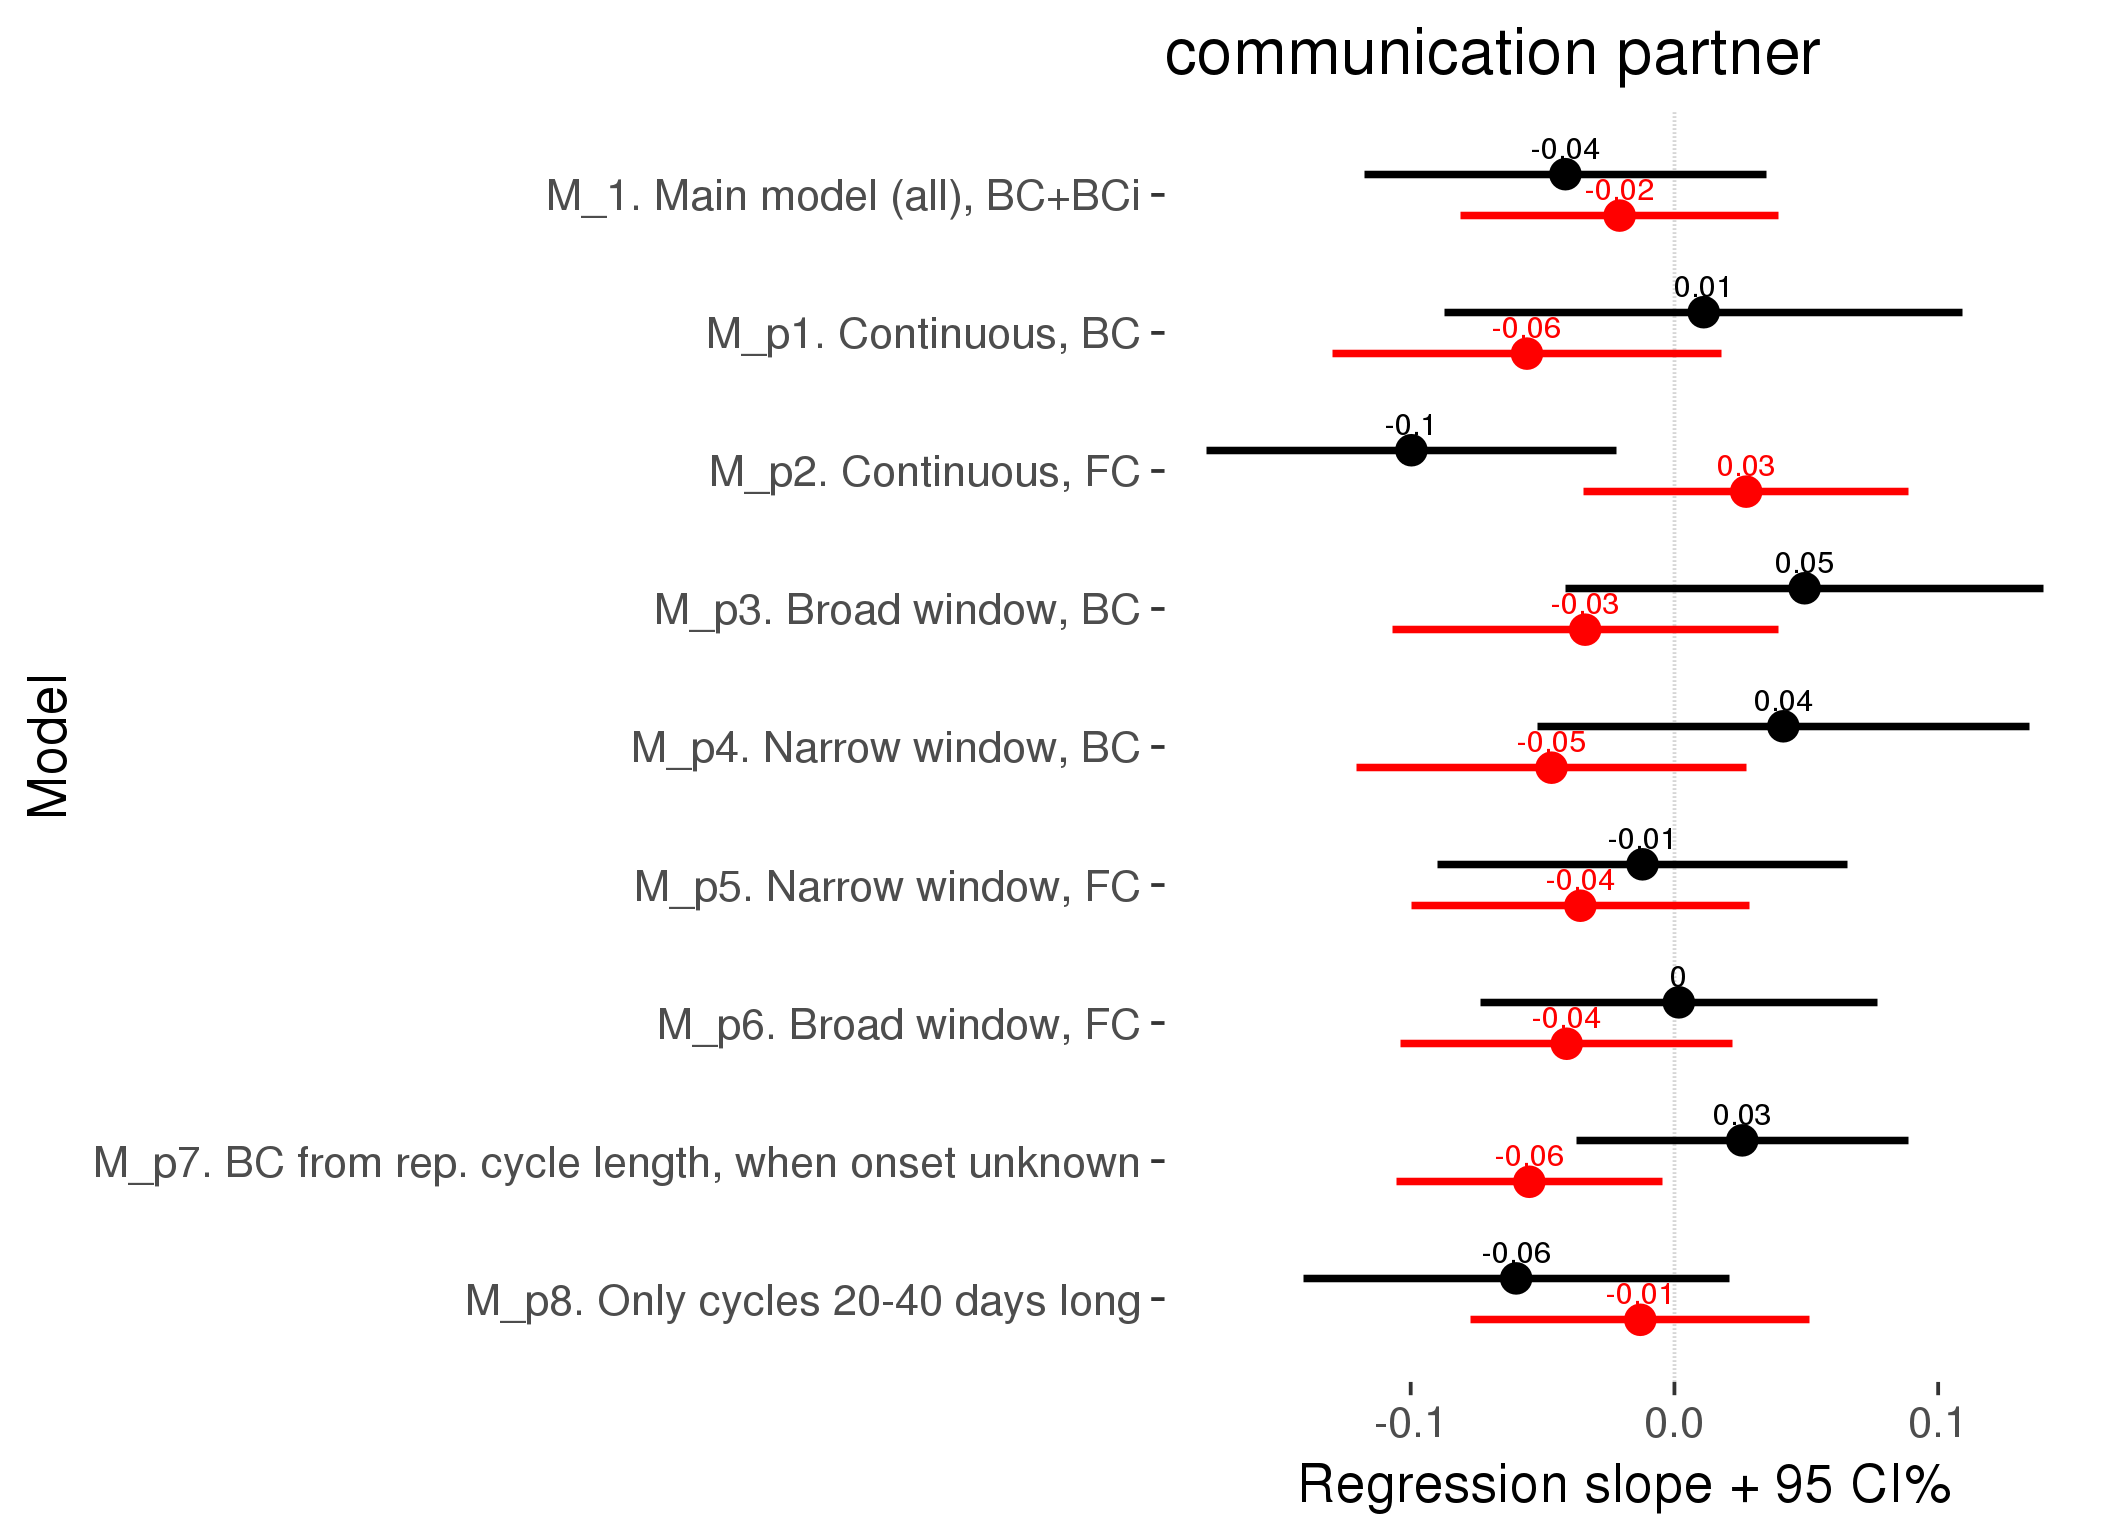 communication partner
Model
M_1. Main model (all), BC+BCi
-0.04
-0.02
M_p1. Continuous, BC
0.01
-0.06
M_p2. Continuous, FC
-0.1
0.03
M_p3. Broad window, BC
0.05
-0.03
M_p4. Narrow window, BC
0.04
-0.05
M_p5. Narrow window, FC
-0.01
-0.04
M_p6. Broad window, FC
0
-0.04
M_p7. BC from rep. cycle length, when onset unknown
0.03
-0.06
M_p8. Only cycles 20-40 days long
-0.06
-0.01
-0.1 0.0 0.1
Regression slope + 95 CI%